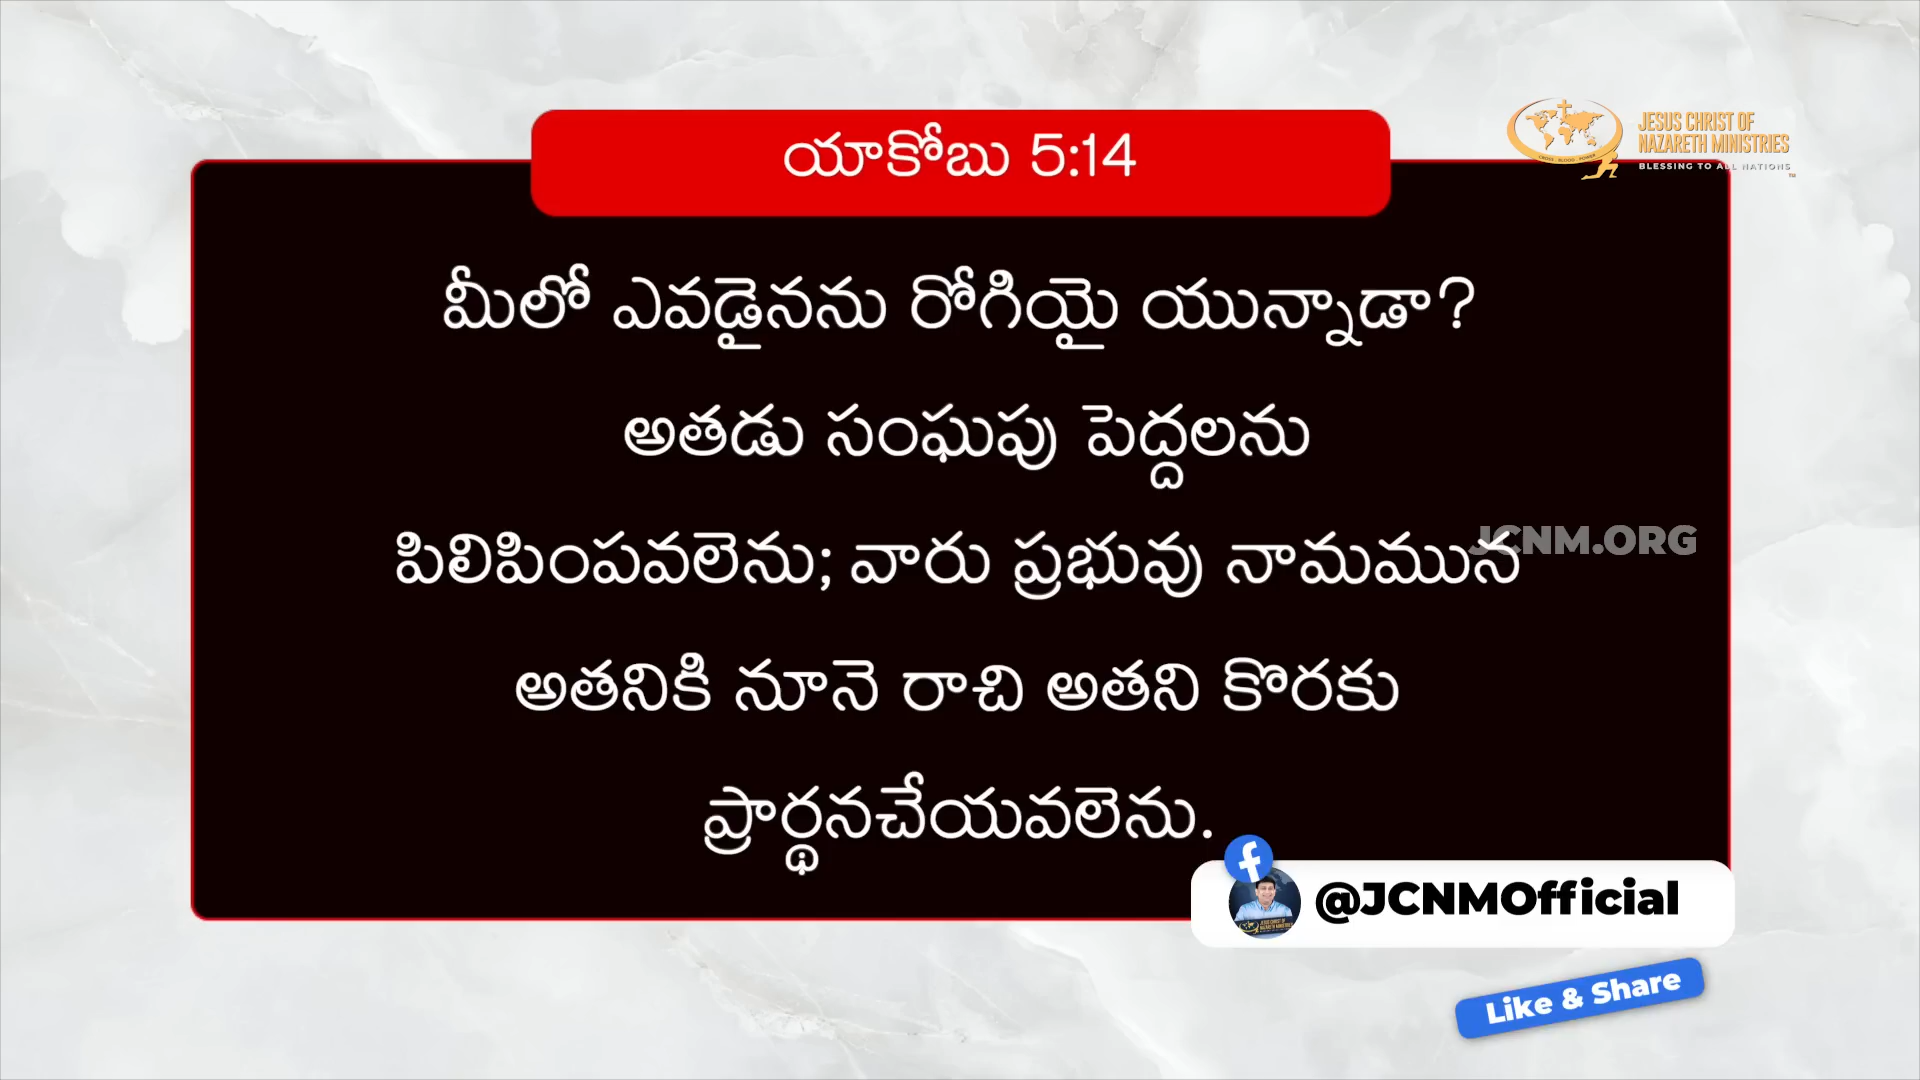 యాకోబు 5:14
JESUS CHRIST OF
NAZARETH MINISTRIES
BLESSING TO ALL NATIONS
మీలో ఎవడైనను రోగియై యున్నాడా?
అతడు సంఘపు పెద్దలను
పిలిపింపవలెను; వారు ప్రభువు నామమున
JCNM.ORG
అతనికి నూనె రాచి అతని కొరకు
ప్రార్థనచేయవలెను.
@JCNMOfficial
Like & Share